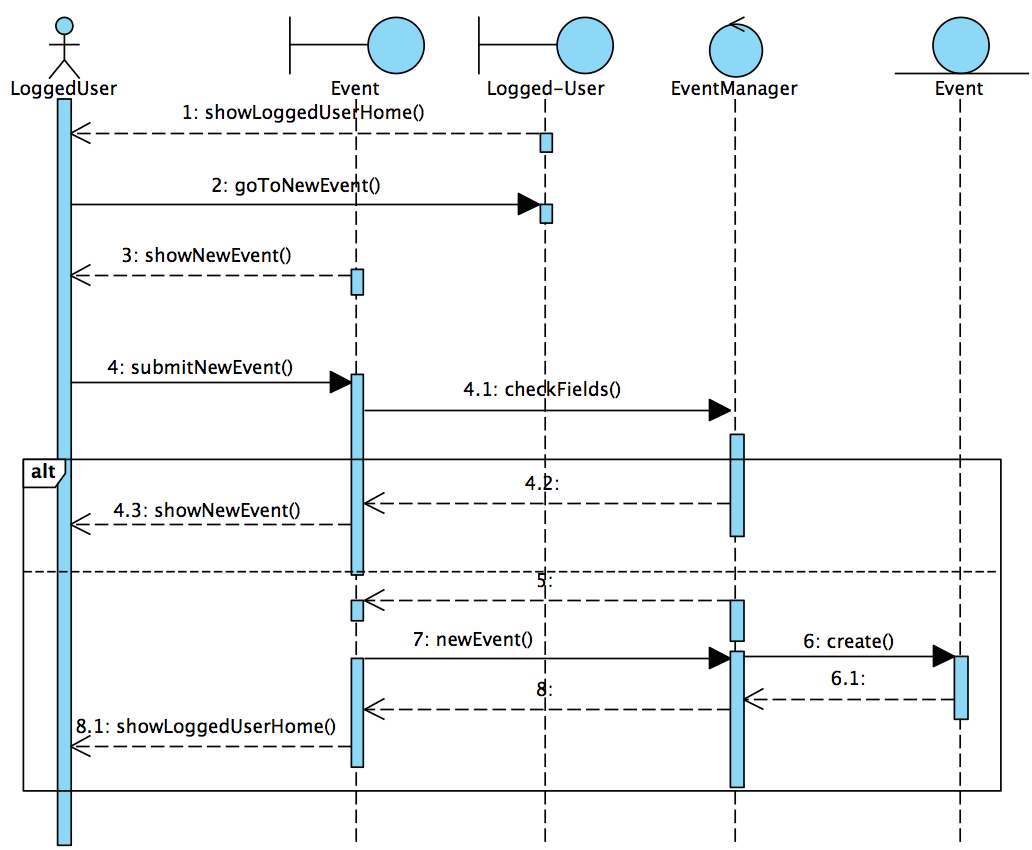 LoggedUser
Event
Logged-User
EventManager
Event
1: showLoggedUserHome()
2: goToNewEvent()
3: showNewEvent()
4: submitNewEvent()
4.1: checkFields()
alt
4.2:
4.3: showNewEvent()
5:
7: newEvent()
6: create()
6.1:
8:
8.1: showLoggedUserHome()